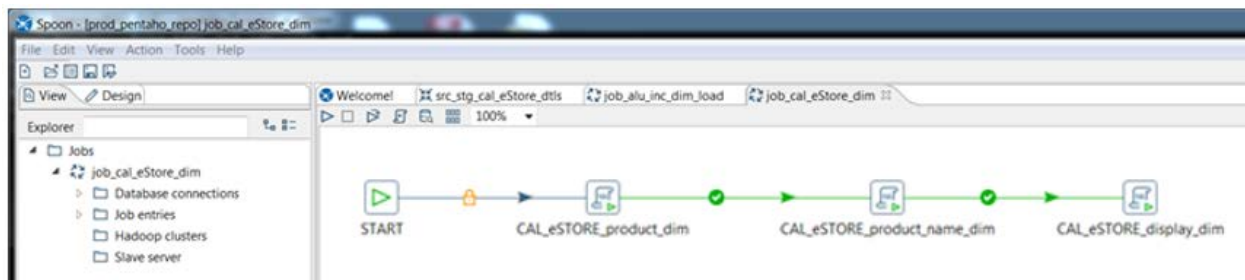 Spoon - [prod_pentaho_repo] job_cal_eStore_dim
File Edit View Action Tools Help
View Design
Welcome! src_stg_cal_eStore_dtls job_alu_inc_dim_load job_cal_eStore_dim
100%
Explorer
Jobs
job_cal_eStore_dim
Database connections
Job entries
Hadoop clusters
Slave server
START CAL_eSTORE_product_dim CAL_eSTORE_product_name_dim CAL_eSTORE_display_dim